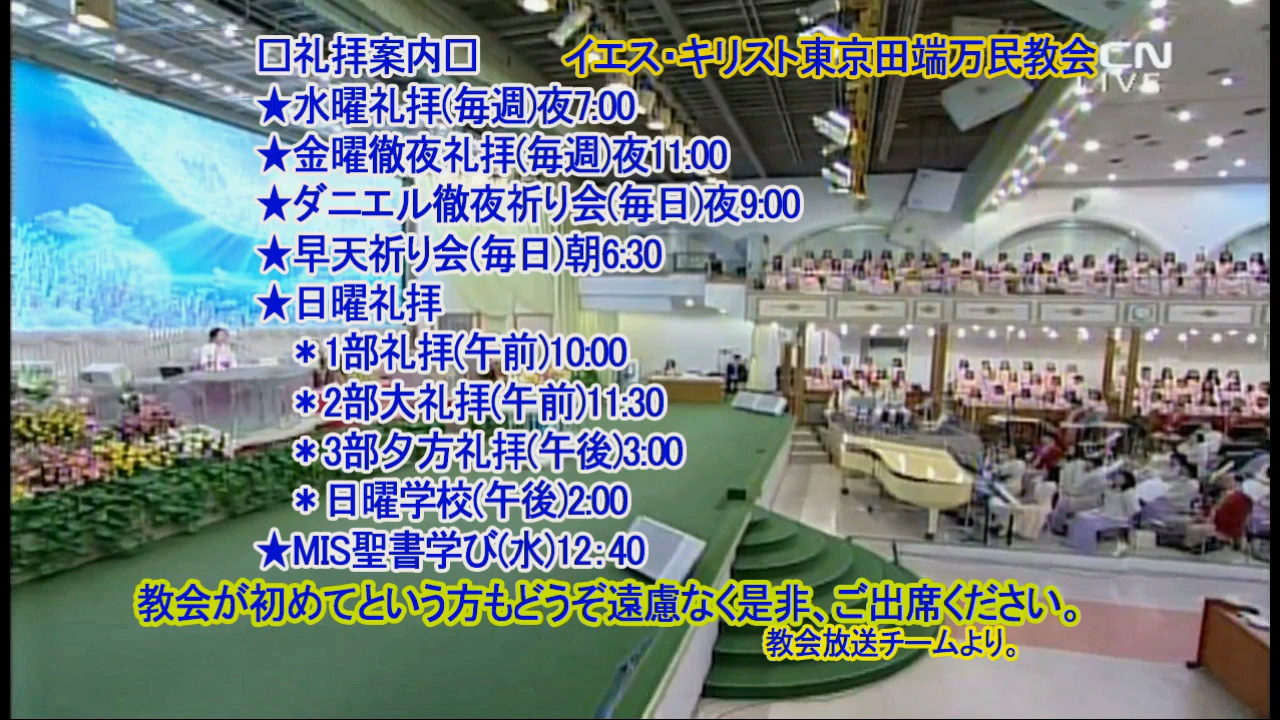 □礼拝案内□ イエス・キリスト東京田端万民教会
CN
LIVE
★水曜礼拝(毎週)夜7:00
★金曜徹夜礼拝(毎週)夜11:00
★ダニエル徹夜祈り会(毎日)夜9:00
★早天祈り会(毎日)朝6:30
★日曜礼拝
*1部礼拝(午前)10:00
*2部大礼拝(午前)11:30
*3部夕方礼拝(午後)3:00
*日曜学校(午後)2:00
★MIS聖書学び(水)12:40
教会が初めてという方もどうぞ遠慮なく是非、ご出席ください。
教会放送チームより。